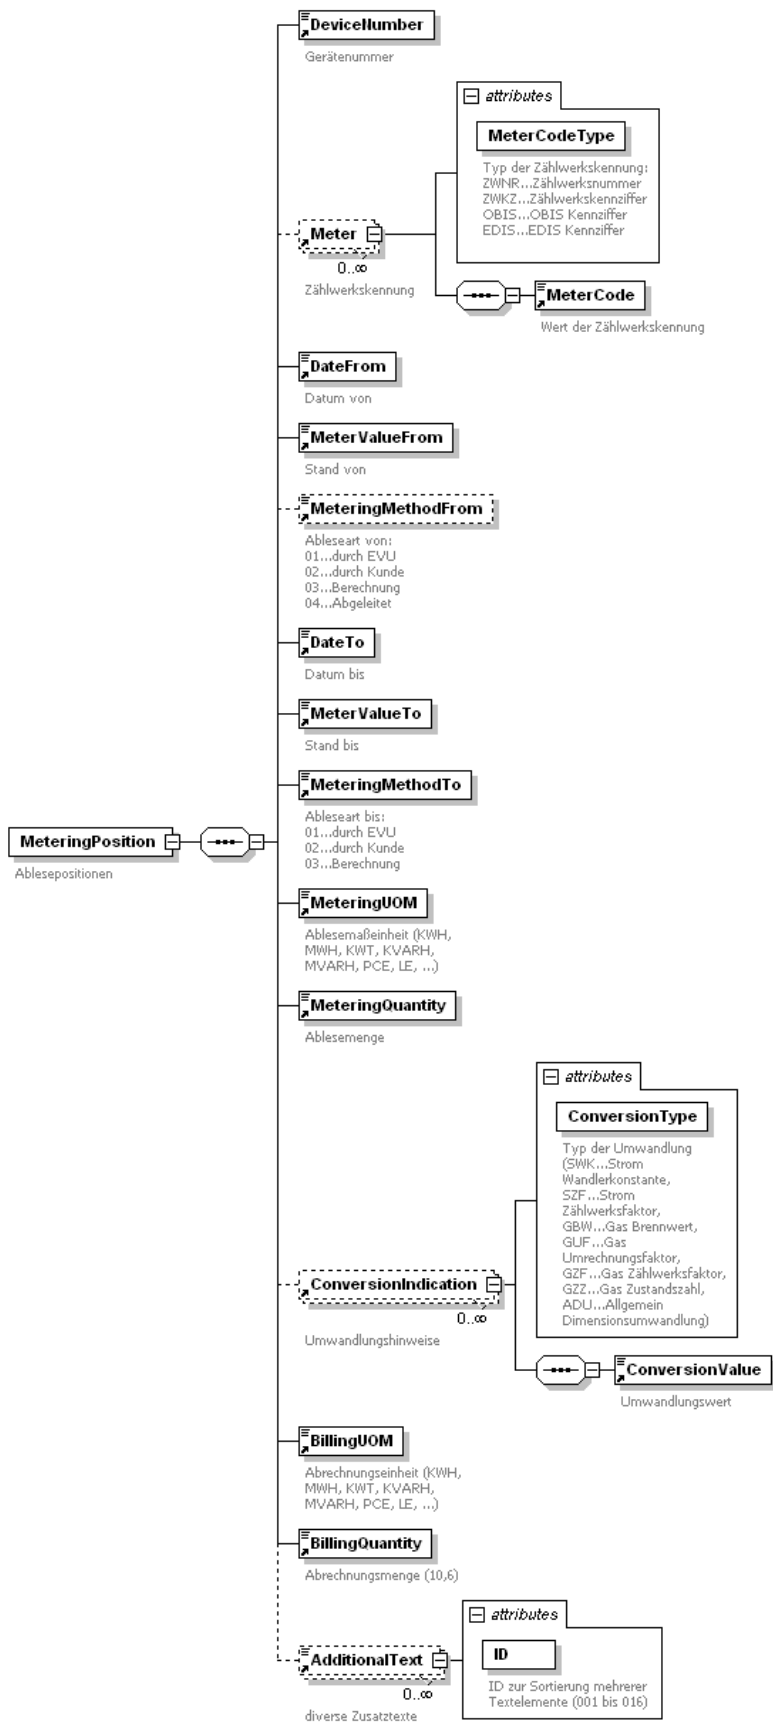 DeviceNumber
Gerätenummer
attributes
MeterCodeType
Typ der Zählwerkskennung:
ZWNR...Zählwerksnummer
ZWKZ...Zählwerkskennziffer
OBIS...OBIS Kennziffer
EDIS...EDIS Kennziffer
Meter
0..∞
Zählwerkskennung
MeterCode
Wert der Zählwerkskennung
DateFrom
Datum von
MeterValueFrom
Stand von
MeteringMethodFrom
Ableseart von:
01...durch EVU
02...durch Kunde
03...Berechnung
04...Abgeleitet
DateTo
Datum bis
MeterValueTo
Stand bis
MeteringMethodTo
Ableseart bis:
01...durch EVU
02...durch Kunde
03...Berechnung
MeteringPosition
Ablesepositionen
MeteringUOM
Ablesemaßeinheit (KWH,
MWH, KWT, KVARH,
MVARH, PCE, LE, ...)
MeteringQuantity
Ablesemenge
attributes
ConversionType
Typ der Umwandlung
(SWK...Strom
Wandlerkonstante,
SZF...Strom
Zählwerksfaktor,
GBW...Gas Brennwert,
GUF...Gas
Umrechnungsfaktor,
GZF...Gas Zählwerksfaktor,
GZZ...Gas Zustandszahl,
ADU...Allgemein
Dimensionsumwandlung)
ConversionIndication
0..∞
Umwandlungshinweise
ConversionValue
Umwandlungswert
BillingUOM
Abrechnungseinheit (KWH,
MWH, KWT, KVARH,
MVARH, PCE, LE, ...)
BillingQuantity
Abrechnungsmenge (10,6)
attributes
ID
ID zur Sortierung mehrerer
Textelemente (001 bis 016)
AdditionalText
0..∞
diverse Zusatztexte